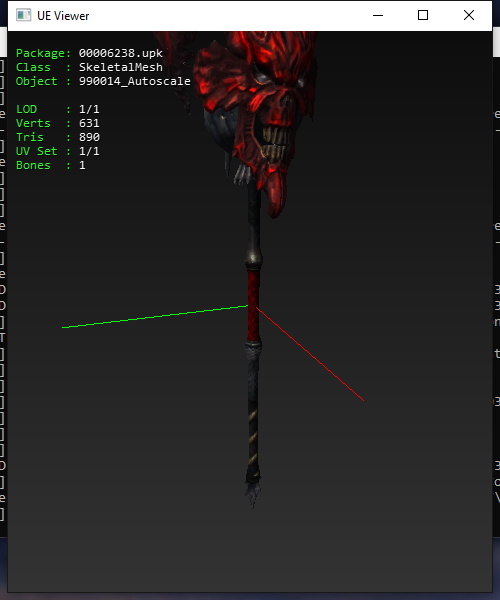 UE Viewer
Package: 00006238.upk
Class : SkeletalMesh
Object : 990014_Autoscale
LOD : 1/1
Verts : 631
Tris : 890
UV Set : 1/1
Bones : 1